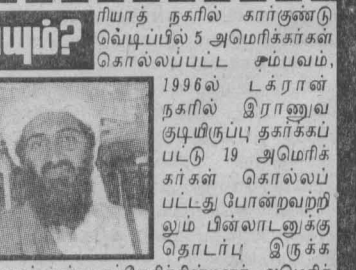 யும்?
ரியாத் நகரில் கார்குண்டு
வெடிப்பில் 5 அமெரிக்கர்கள்
கொல்லப்பட்ட சம்பவம்,
1996ல் டக்ரான்
நகரில் இராணுவ
குடியிருப்பு தகர்க்கப்
பட்டு 19 அமெரிக்
கர்கள் கொல்லப்
பட்டது போன்றவற்றி
லும் பின்லாடனுக்கு
தொடர்பு இருக்க